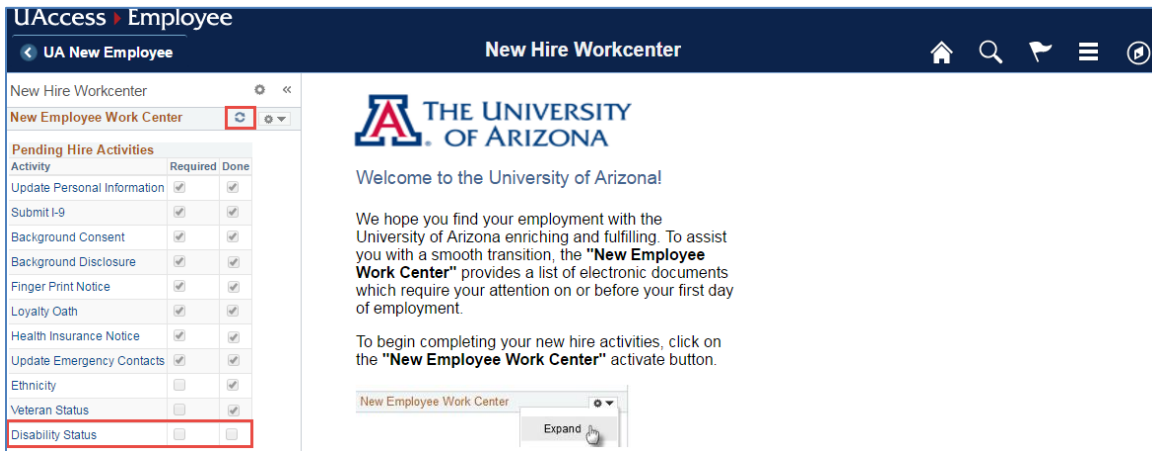 UAccess Employee
UA New Employee
New Hire Workcenter
New Hire Workcenter
New Employee Work Center
Pending Hire Activities
Activity Required Done
Update Personal Information
Submit I-9
Background Consent
Background Disclosure
Finger Print Notice
Loyalty Oath
Health Insurance Notice
Update Emergency Contacts
Ethnicity
Veteran Status
Disability Status
A
THE UNIVERSITY
OF ARIZONA
Welcome to the University of Arizona!
We hope you find your employment with the
University of Arizona enriching and fulfilling. To assist
you with a smooth transition, the "New Employee
Work Center" provides a list of electronic documents
which require your attention on or before your first day
of employment.
To begin completing your new hire activities, click on
the "New Employee Work Center" activate button.
New Employee Work Center
Expand